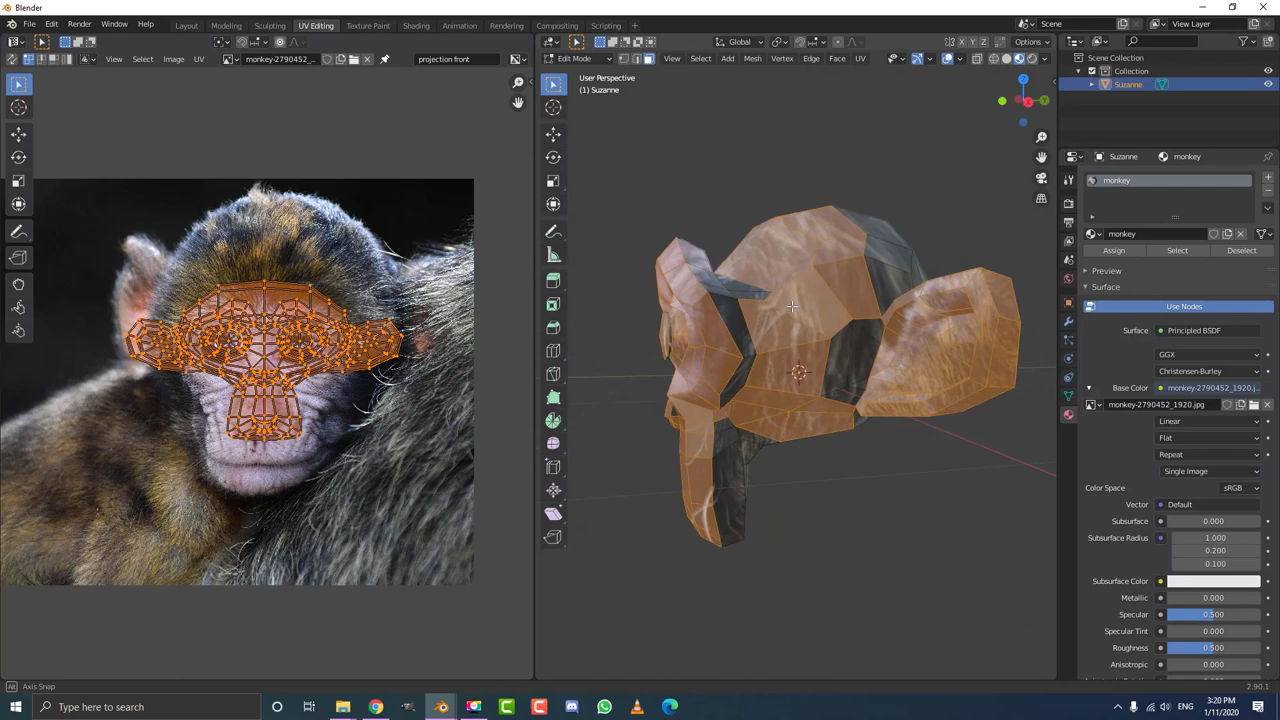 Blender
File Edit Render Window Help
Layout Modeling Sculpting UV Editing Texture Paint Shading Animation Rendering Compositing Scripting +
Scene View Layer
Global Options
X Y Z
View Select Image UV monkey-2790452_... projection front
Edit Mode View Select Add Mesh Vertex Edge Face UV
User Perspective
(1) Suzanne
Z
X
Y
Scene Collection
Collection
Suzanne
Suzanne > monkey
monkey
monkey
Assign Select Deselect
Preview
Surface
Use Nodes
Surface: Principled BSDF
GGX
Christensen-Burley
Base Color monkey-2790452_1920.j...
monkey-2790452_1920.jpg
Linear
Flat
Repeat
Single Image
Color Space sRGB
Vector Default
Subsurface 0.000
Subsurface Radius 1.000
0.200
0.100
Subsurface Color
Metallic 0.000
Specular 0.500
Specular Tint 0.000
Roughness 0.500
Anisotropic 0.000
Alt Axis Snap
2.90.1
Type here to search
3:20 PM
1/11/2020